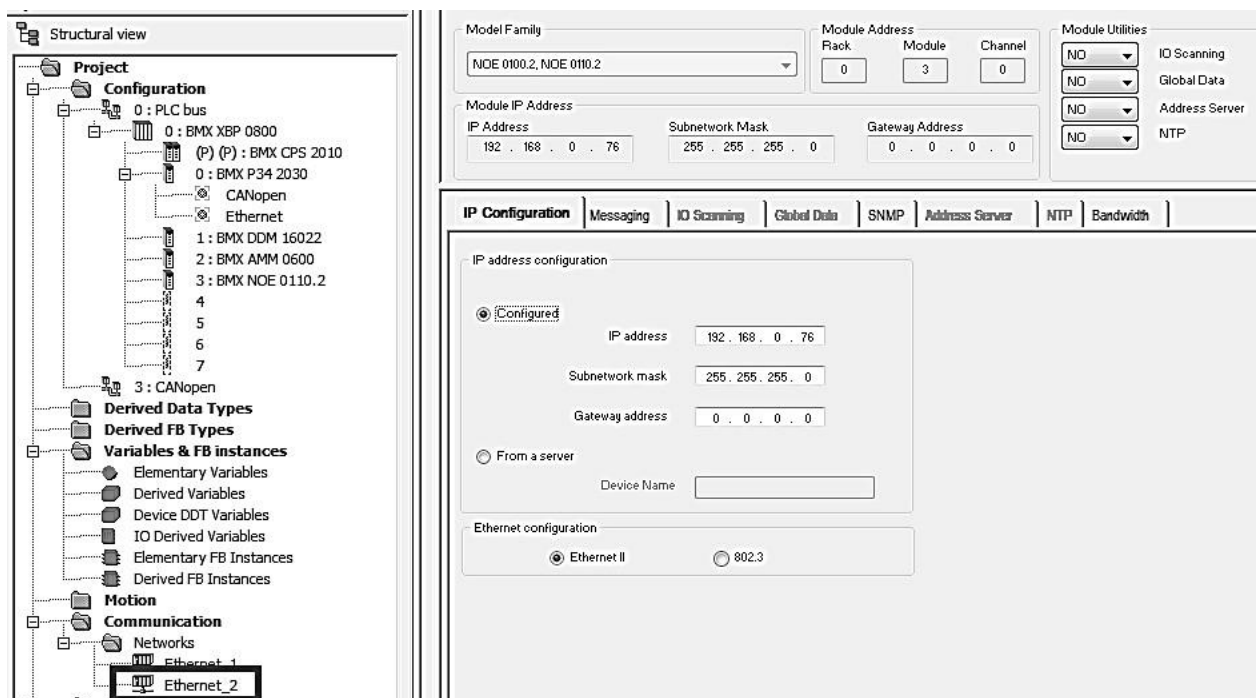 Structural view
Project
Configuration
0 : PLC bus
0 : BMX XBP 0800
(P) (P) : BMX CPS 2010
0 : BMX P34 2030
CANopen
Ethernet
1 : BMX DDM 16022
2 : BMX AMM 0600
3 : BMX NOE 0110.2
4
5
6
7
3 : CANopen
Derived Data Types
Derived FB Types
Variables & FB instances
Elementary Variables
Derived Variables
Device DDT Variables
IO Derived Variables
Elementary FB Instances
Derived FB Instances
Motion
Communication
Networks
Ethernet_1
Ethernet_2
Model Family
NOE 0100.2, NOE 0110.2
Module Address
Rack Module Channel
0 3 0
Module Utilities
NO IO Scanning
NO Global Data
NO Address Server
NO NTP
Module IP Address
IP Address Subnetwork Mask Gateway Address
192 . 168 . 0 . 76 255 . 255 . 255 . 0 0 . 0 . 0 . 0
IP Configuration Messaging IO Scanning Global Data SNMP Address Server NTP Bandwidth
IP address configuration
Configured
IP address 192 . 168 . 0 . 76
Subnetwork mask 255 . 255 . 255 . 0
Gateway address 0 . 0 . 0 . 0
From a server
Device Name
Ethernet configuration
Ethernet II 802.3